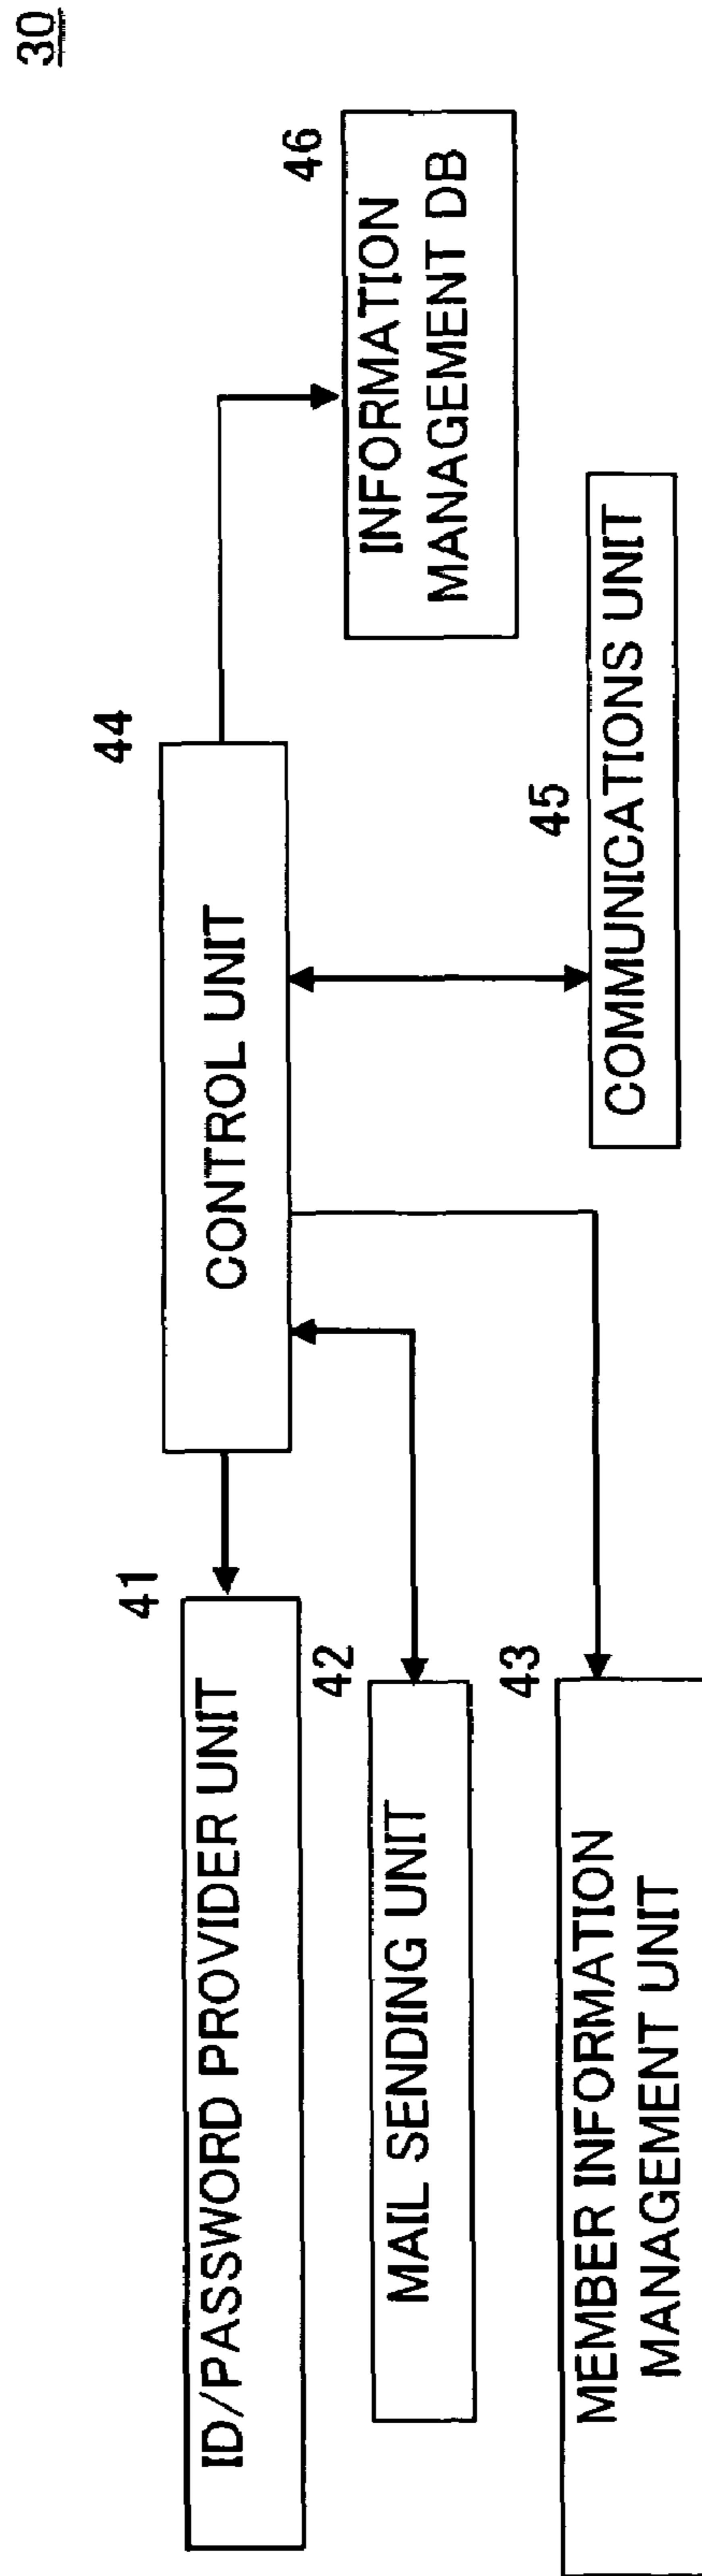 30
41
ID/PASSWORD PROVIDER UNIT
42
MAIL SENDING UNIT
43
MEMBER INFORMATION
MANAGEMENT UNIT
44
CONTROL UNIT
45
COMMUNICATIONS UNIT
46
INFORMATION
MANAGEMENT DB